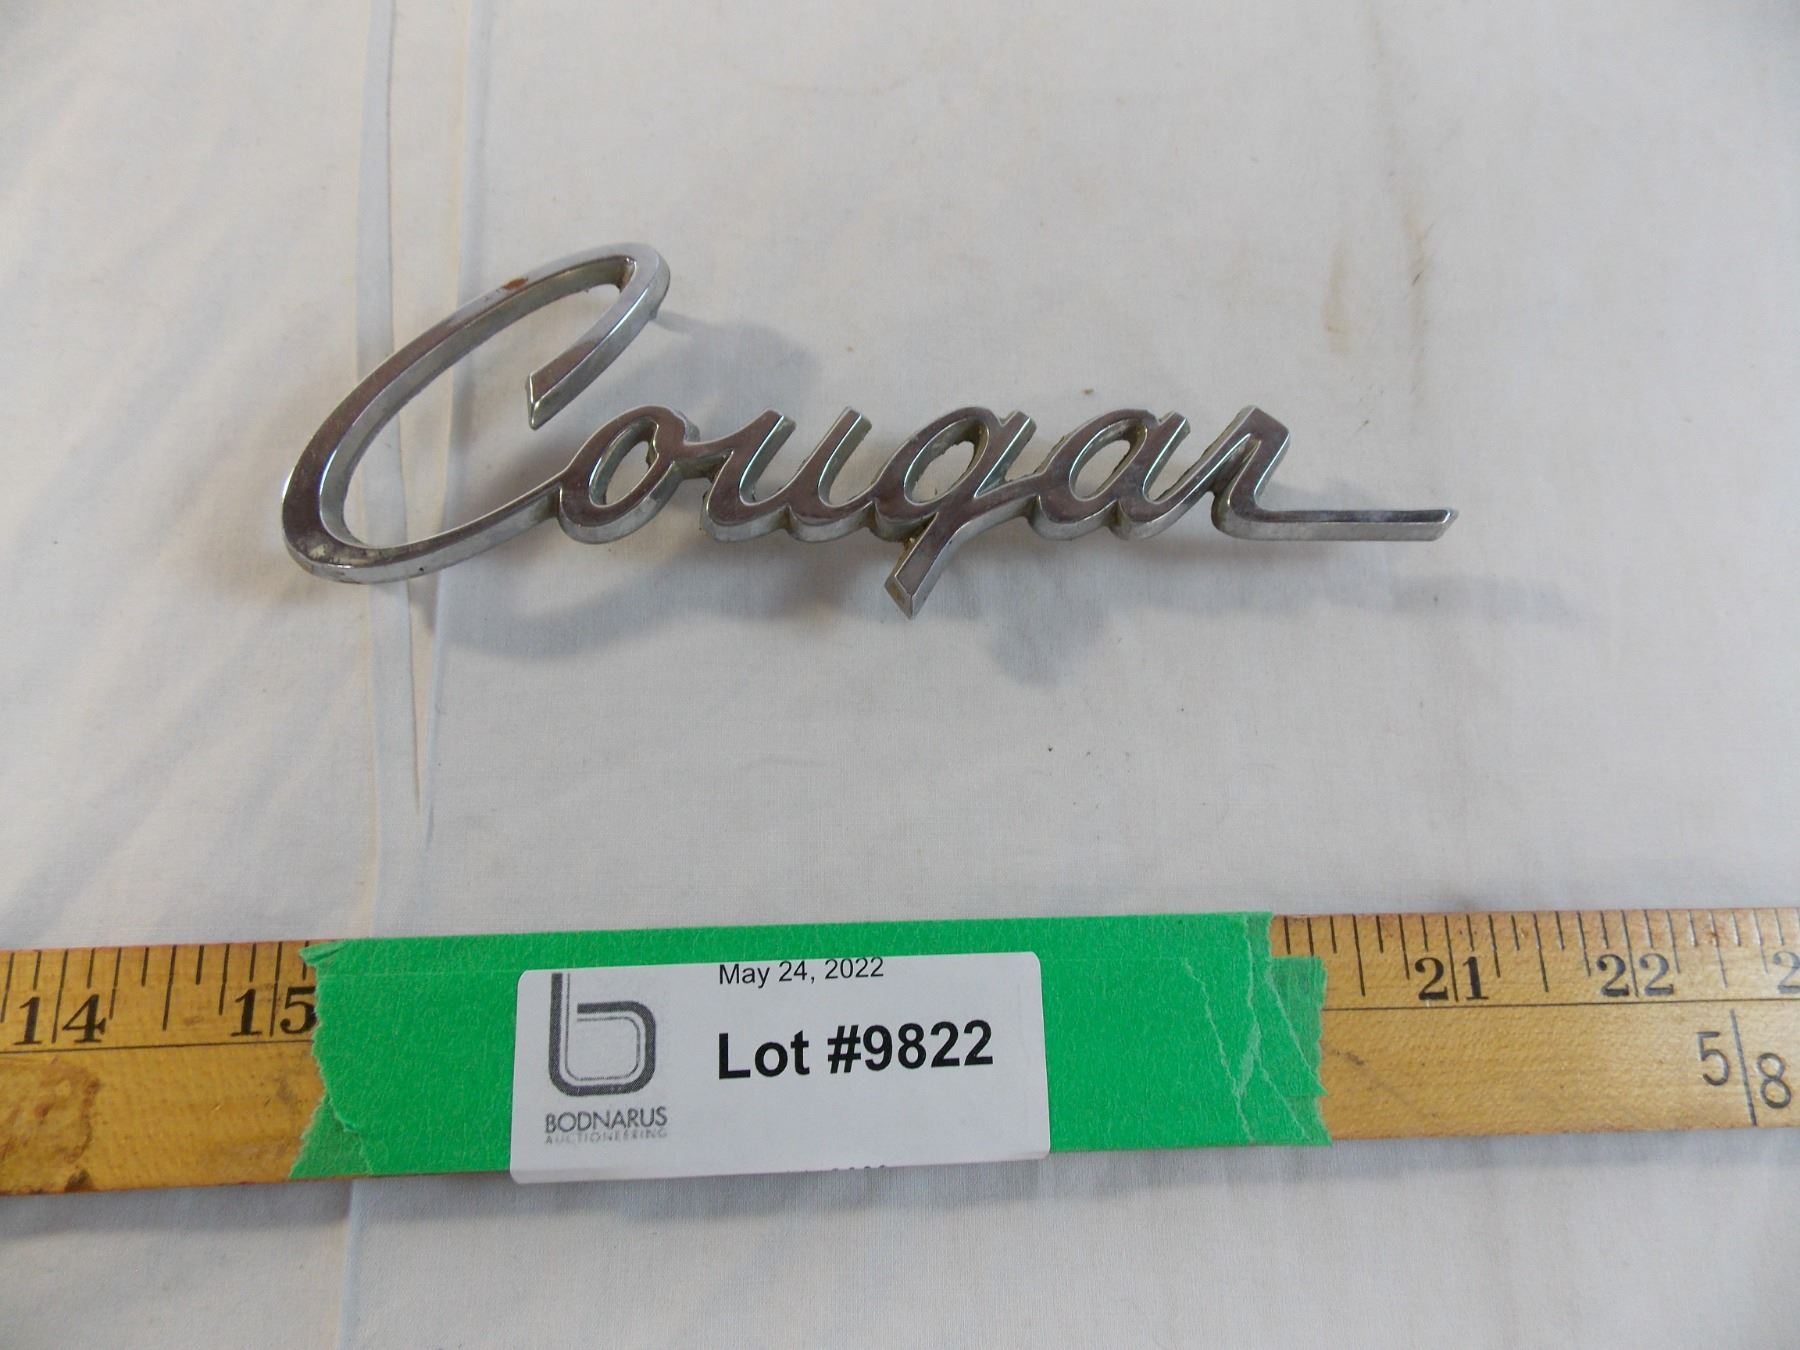 Cougar
14 15 21 22
May 24, 2022
Lot #9822
BODNARUS
AUCTIONEERING
5/8